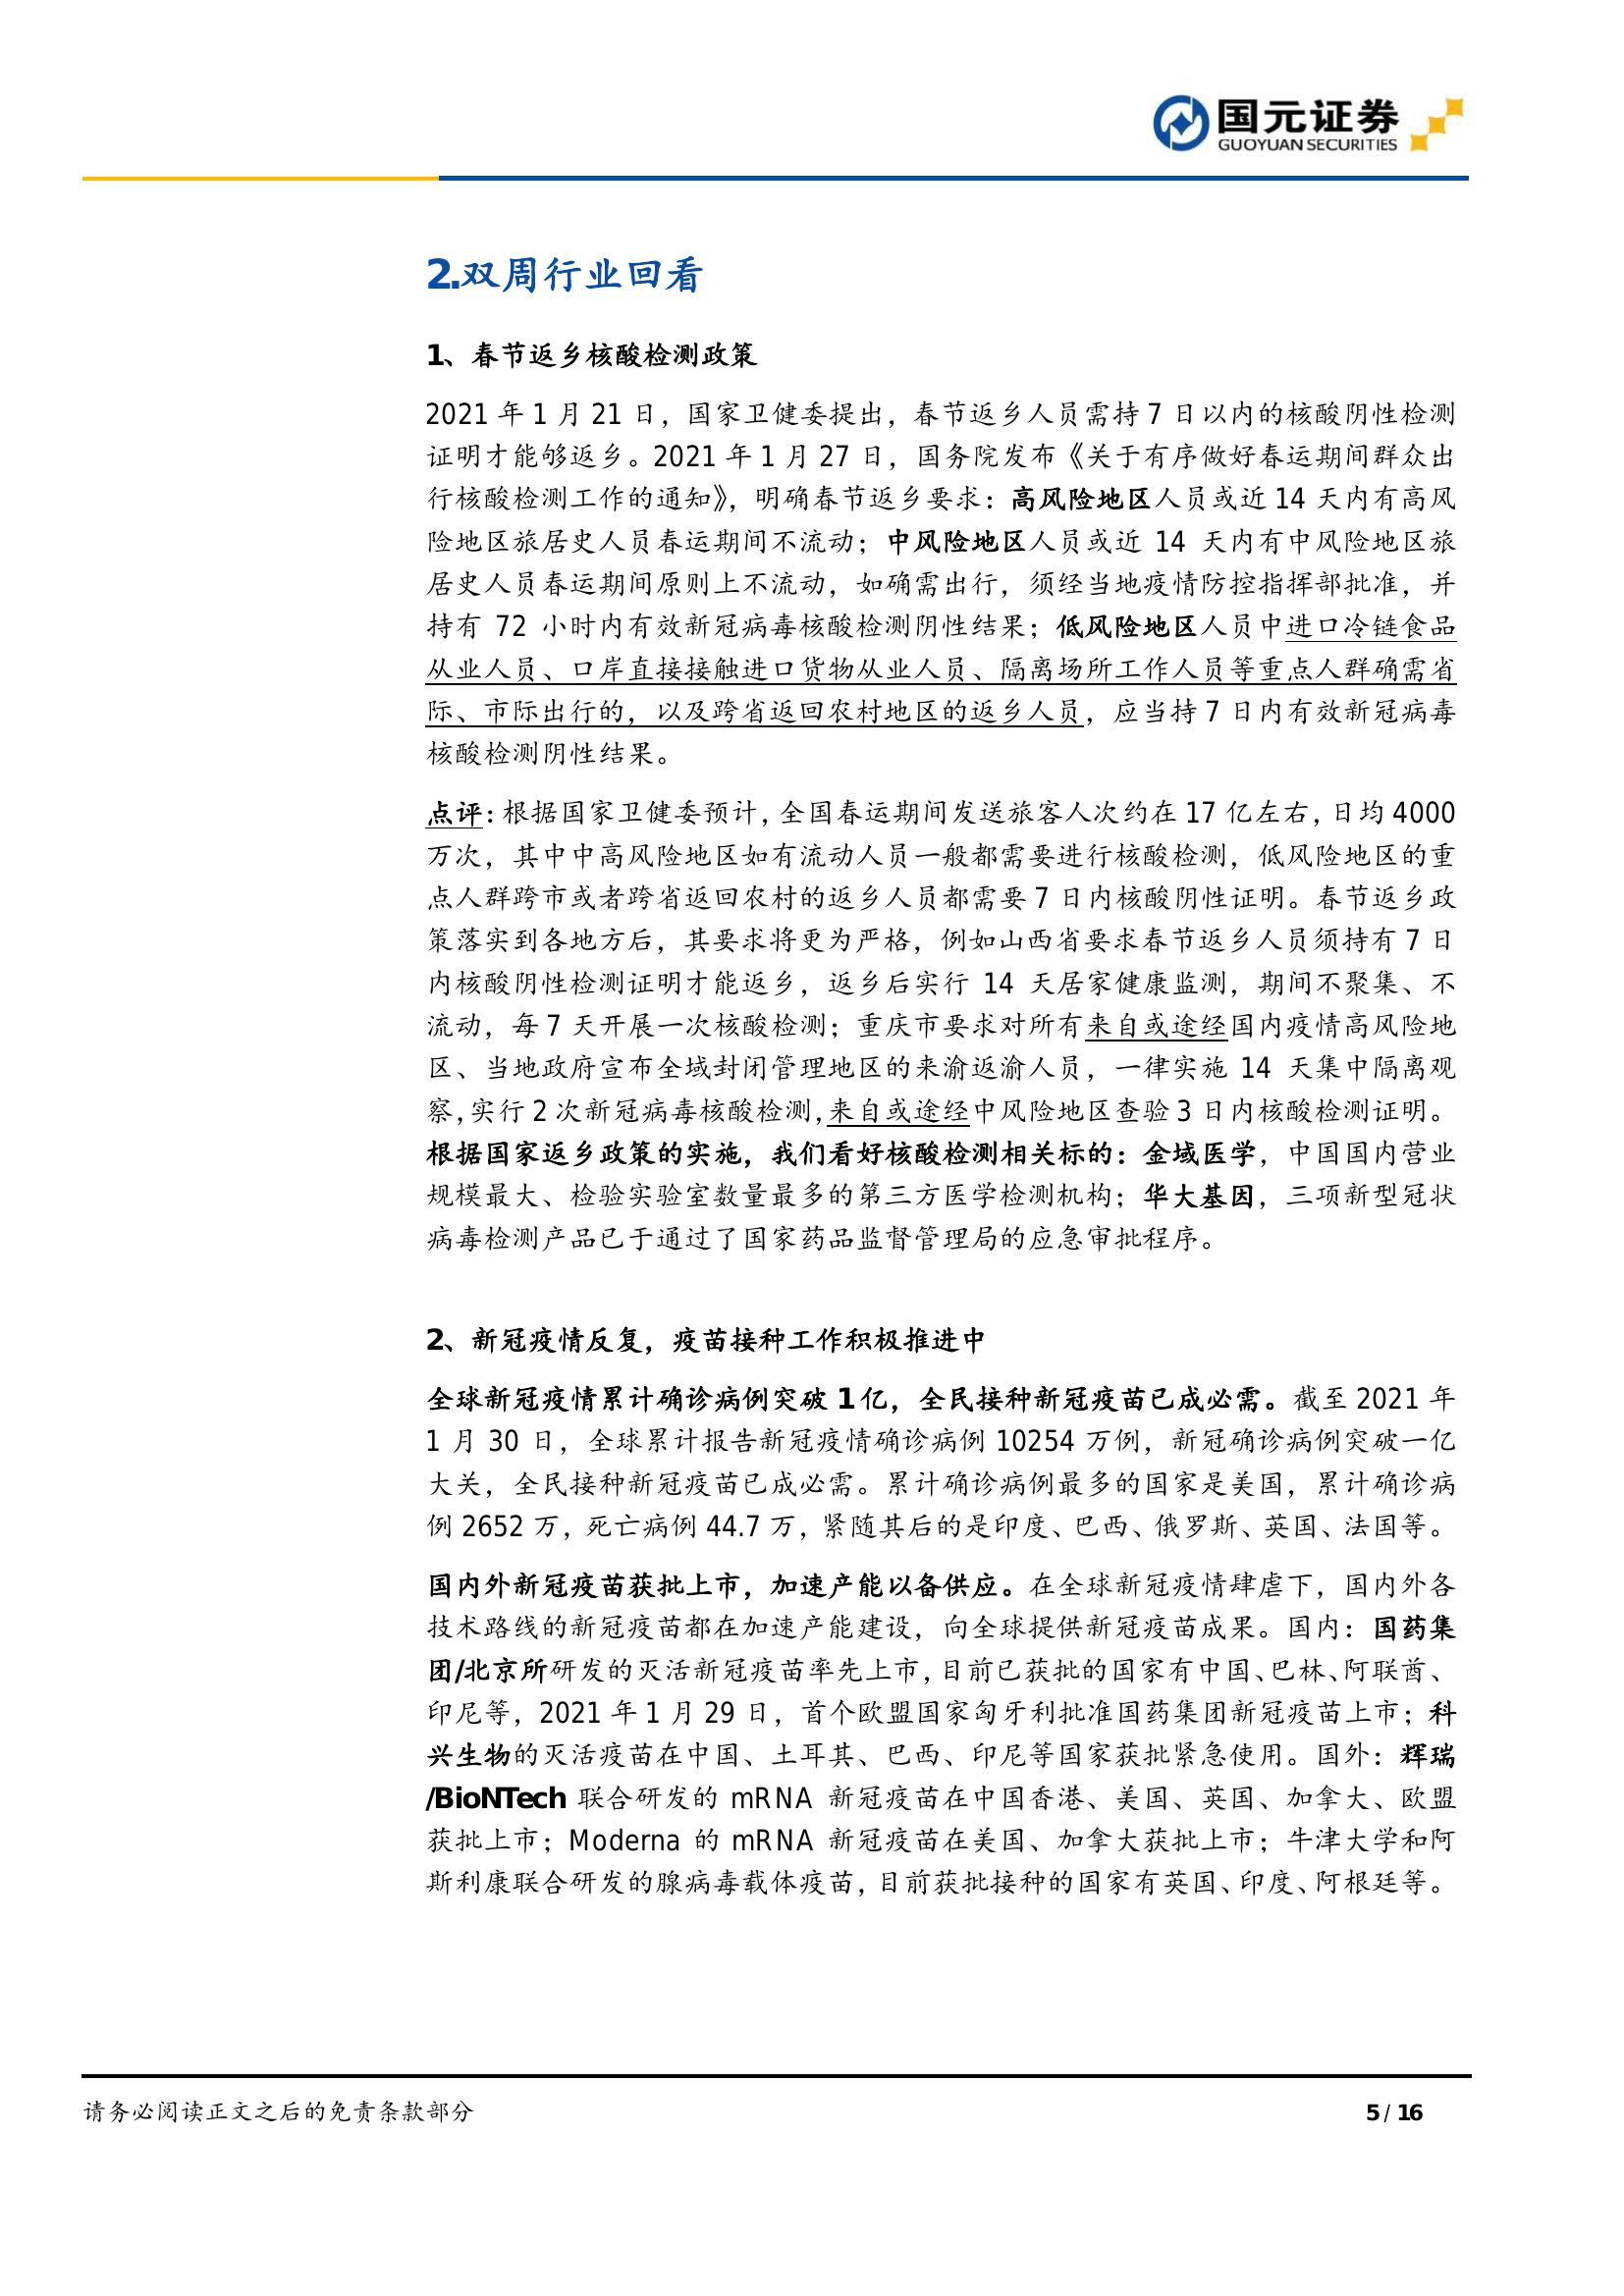 国元证券
GUOYUAN SECURITIES
2.双周行业回看
1、春节返乡核酸检测政策
2021 年 1 月 21 日，国家卫健委提出，春节返乡人员需持 7 日以内的核酸阴性检测
证明才能够返乡。2021 年 1 月 27 日，国务院发布《关于有序做好春运期间群众出
行核酸检测工作的通知》，明确春节返乡要求：高风险地区人员或近 14 天内有高风
险地区旅居史人员春运期间不流动；中风险地区人员或近 14 天内有中风险地区旅
居史人员春运期间原则上不流动，如确需出行，须经当地疫情防控指挥部批准，并
持有 72 小时内有效新冠病毒核酸检测阴性结果；低风险地区人员中进口冷链食品
从业人员、口岸直接接触进口货物从业人员、隔离场所工作人员等重点人群确需省
际、市际出行的，以及跨省返回农村地区的返乡人员，应当持 7 日内有效新冠病毒
核酸检测阴性结果。
点评：根据国家卫健委预计，全国春运期间发送旅客人次约在 17 亿左右，日均 4000
万次，其中中高风险地区如有流动人员一般都需要进行核酸检测，低风险地区的重
点人群跨市或者跨省返回农村的返乡人员都需要 7 日内核酸阴性证明。春节返乡政
策落实到各地方后，其要求将更为严格，例如山西省要求春节返乡人员须持有 7 日
内核酸阴性检测证明才能返乡，返乡后实行 14 天居家健康监测，期间不聚集、不
流动，每 7 天开展一次核酸检测；重庆市要求对所有来自或途经国内疫情高风险地
区、当地政府宣布全域封闭管理地区的来渝返渝人员，一律实施 14 天集中隔离观
察，实行 2 次新冠病毒核酸检测，来自或途经中风险地区查验 3 日内核酸检测证明。
根据国家返乡政策的实施，我们看好核酸检测相关标的：金域医学，中国国内营业
规模最大、检验实验室数量最多的第三方医学检测机构；华大基因，三项新型冠状
病毒检测产品已于通过了国家药品监督管理局的应急审批程序。
2、新冠疫情反复，疫苗接种工作积极推进中
全球新冠疫情累计确诊病例突破 1 亿，全民接种新冠疫苗已成必需。截至 2021 年
1 月 30 日，全球累计报告新冠疫情确诊病例 10254 万例，新冠确诊病例突破一亿
大关，全民接种新冠疫苗已成必需。累计确诊病例最多的国家是美国，累计确诊病
例 2652 万，死亡病例 44.7 万，紧随其后的是印度、巴西、俄罗斯、英国、法国等。
国内外新冠疫苗获批上市，加速产能以备供应。在全球新冠疫情肆虐下，国内外各
技术路线的新冠疫苗都在加速产能建设，向全球提供新冠疫苗成果。国内：国药集
团/北京所研发的灭活新冠疫苗率先上市，目前已获批的国家有中国、巴林、阿联酋、
印尼等，2021 年 1 月 29 日，首个欧盟国家匈牙利批准国药集团新冠疫苗上市；科
兴生物的灭活疫苗在中国、土耳其、巴西、印尼等国家获批紧急使用。国外：辉瑞
/BioNTech 联合研发的 mRNA 新冠疫苗在中国香港、美国、英国、加拿大、欧盟
获批上市；Moderna 的 mRNA 新冠疫苗在美国、加拿大获批上市；牛津大学和阿
斯利康联合研发的腺病毒载体疫苗，目前获批接种的国家有英国、印度、阿根廷等。
请务必阅读正文之后的免责条款部分
5 / 16